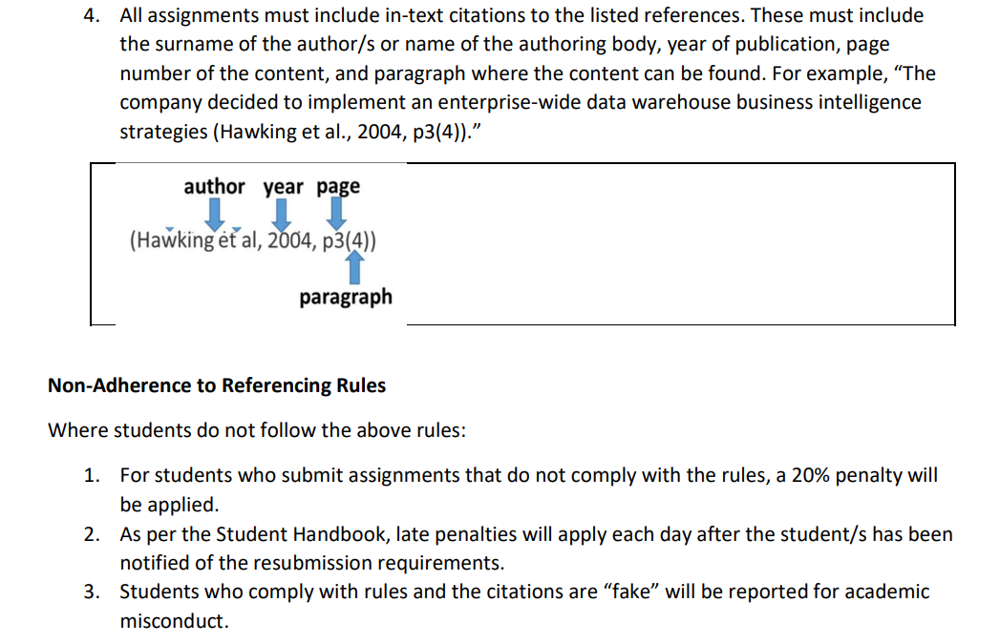 4. All assignments must include in-text citations to the listed references. These must include
the surname of the author/s or name of the authoring body, year of publication, page
number of the content, and paragraph where the content can be found. For example, “The
company decided to implement an enterprise-wide data warehouse business intelligence
strategies (Hawking et al., 2004, p3(4)).”
author year page
(Hawking et al, 2004, p3(4))
paragraph
Non-Adherence to Referencing Rules
Where students do not follow the above rules:
1. For students who submit assignments that do not comply with the rules, a 20% penalty will
be applied.
2. As per the Student Handbook, late penalties will apply each day after the student/s has been
notified of the resubmission requirements.
3. Students who comply with rules and the citations are “fake” will be reported for academic
misconduct.